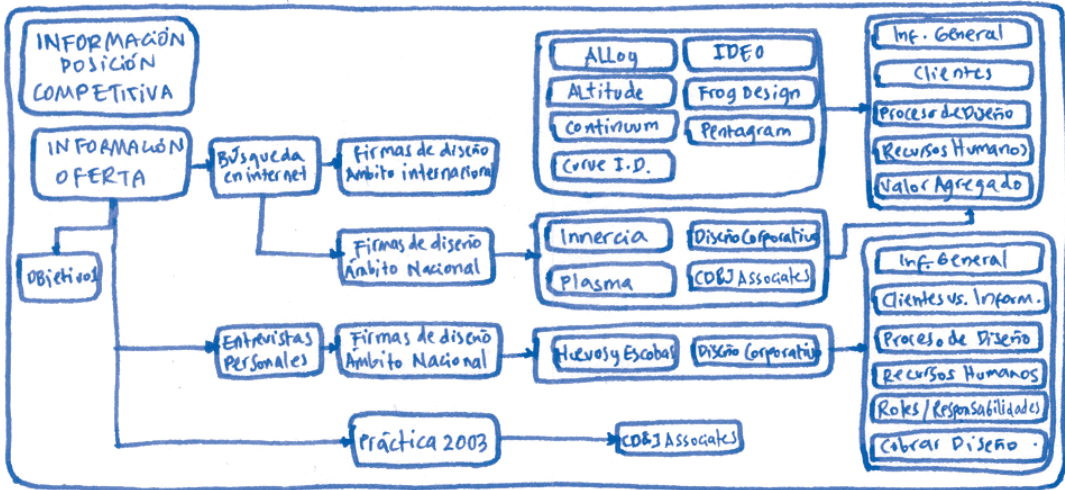 INFORMACIÓN
POSICIÓN
COMPETITIVA
INFORMACIÓN
OFERTA
Objetivos
Búsqueda
en internet
Firmas de diseño
Ámbito internacional
Firmas de diseño
Ámbito Nacional
Entrevistas
Personales
Firmas de diseño
Ámbito Nacional
Práctica 2003
CD&J Associates
ALLoy
IDEO
ALtitude
Frog Design
Continuum
Pentagram
Curve I.D.
Innercia
Diseño Corporativo
Plasma
CD&J Associates
Huevos y Escobas
Diseño Corporativo
Inf. General
Clientes
Proceso de Diseño
Recursos Humanos
Valor Agregado
Inf. General
Clientes vs. Inform.
Proceso de Diseño
Recursos Humanos
Roles / Responsabilidades
Cobrar Diseño